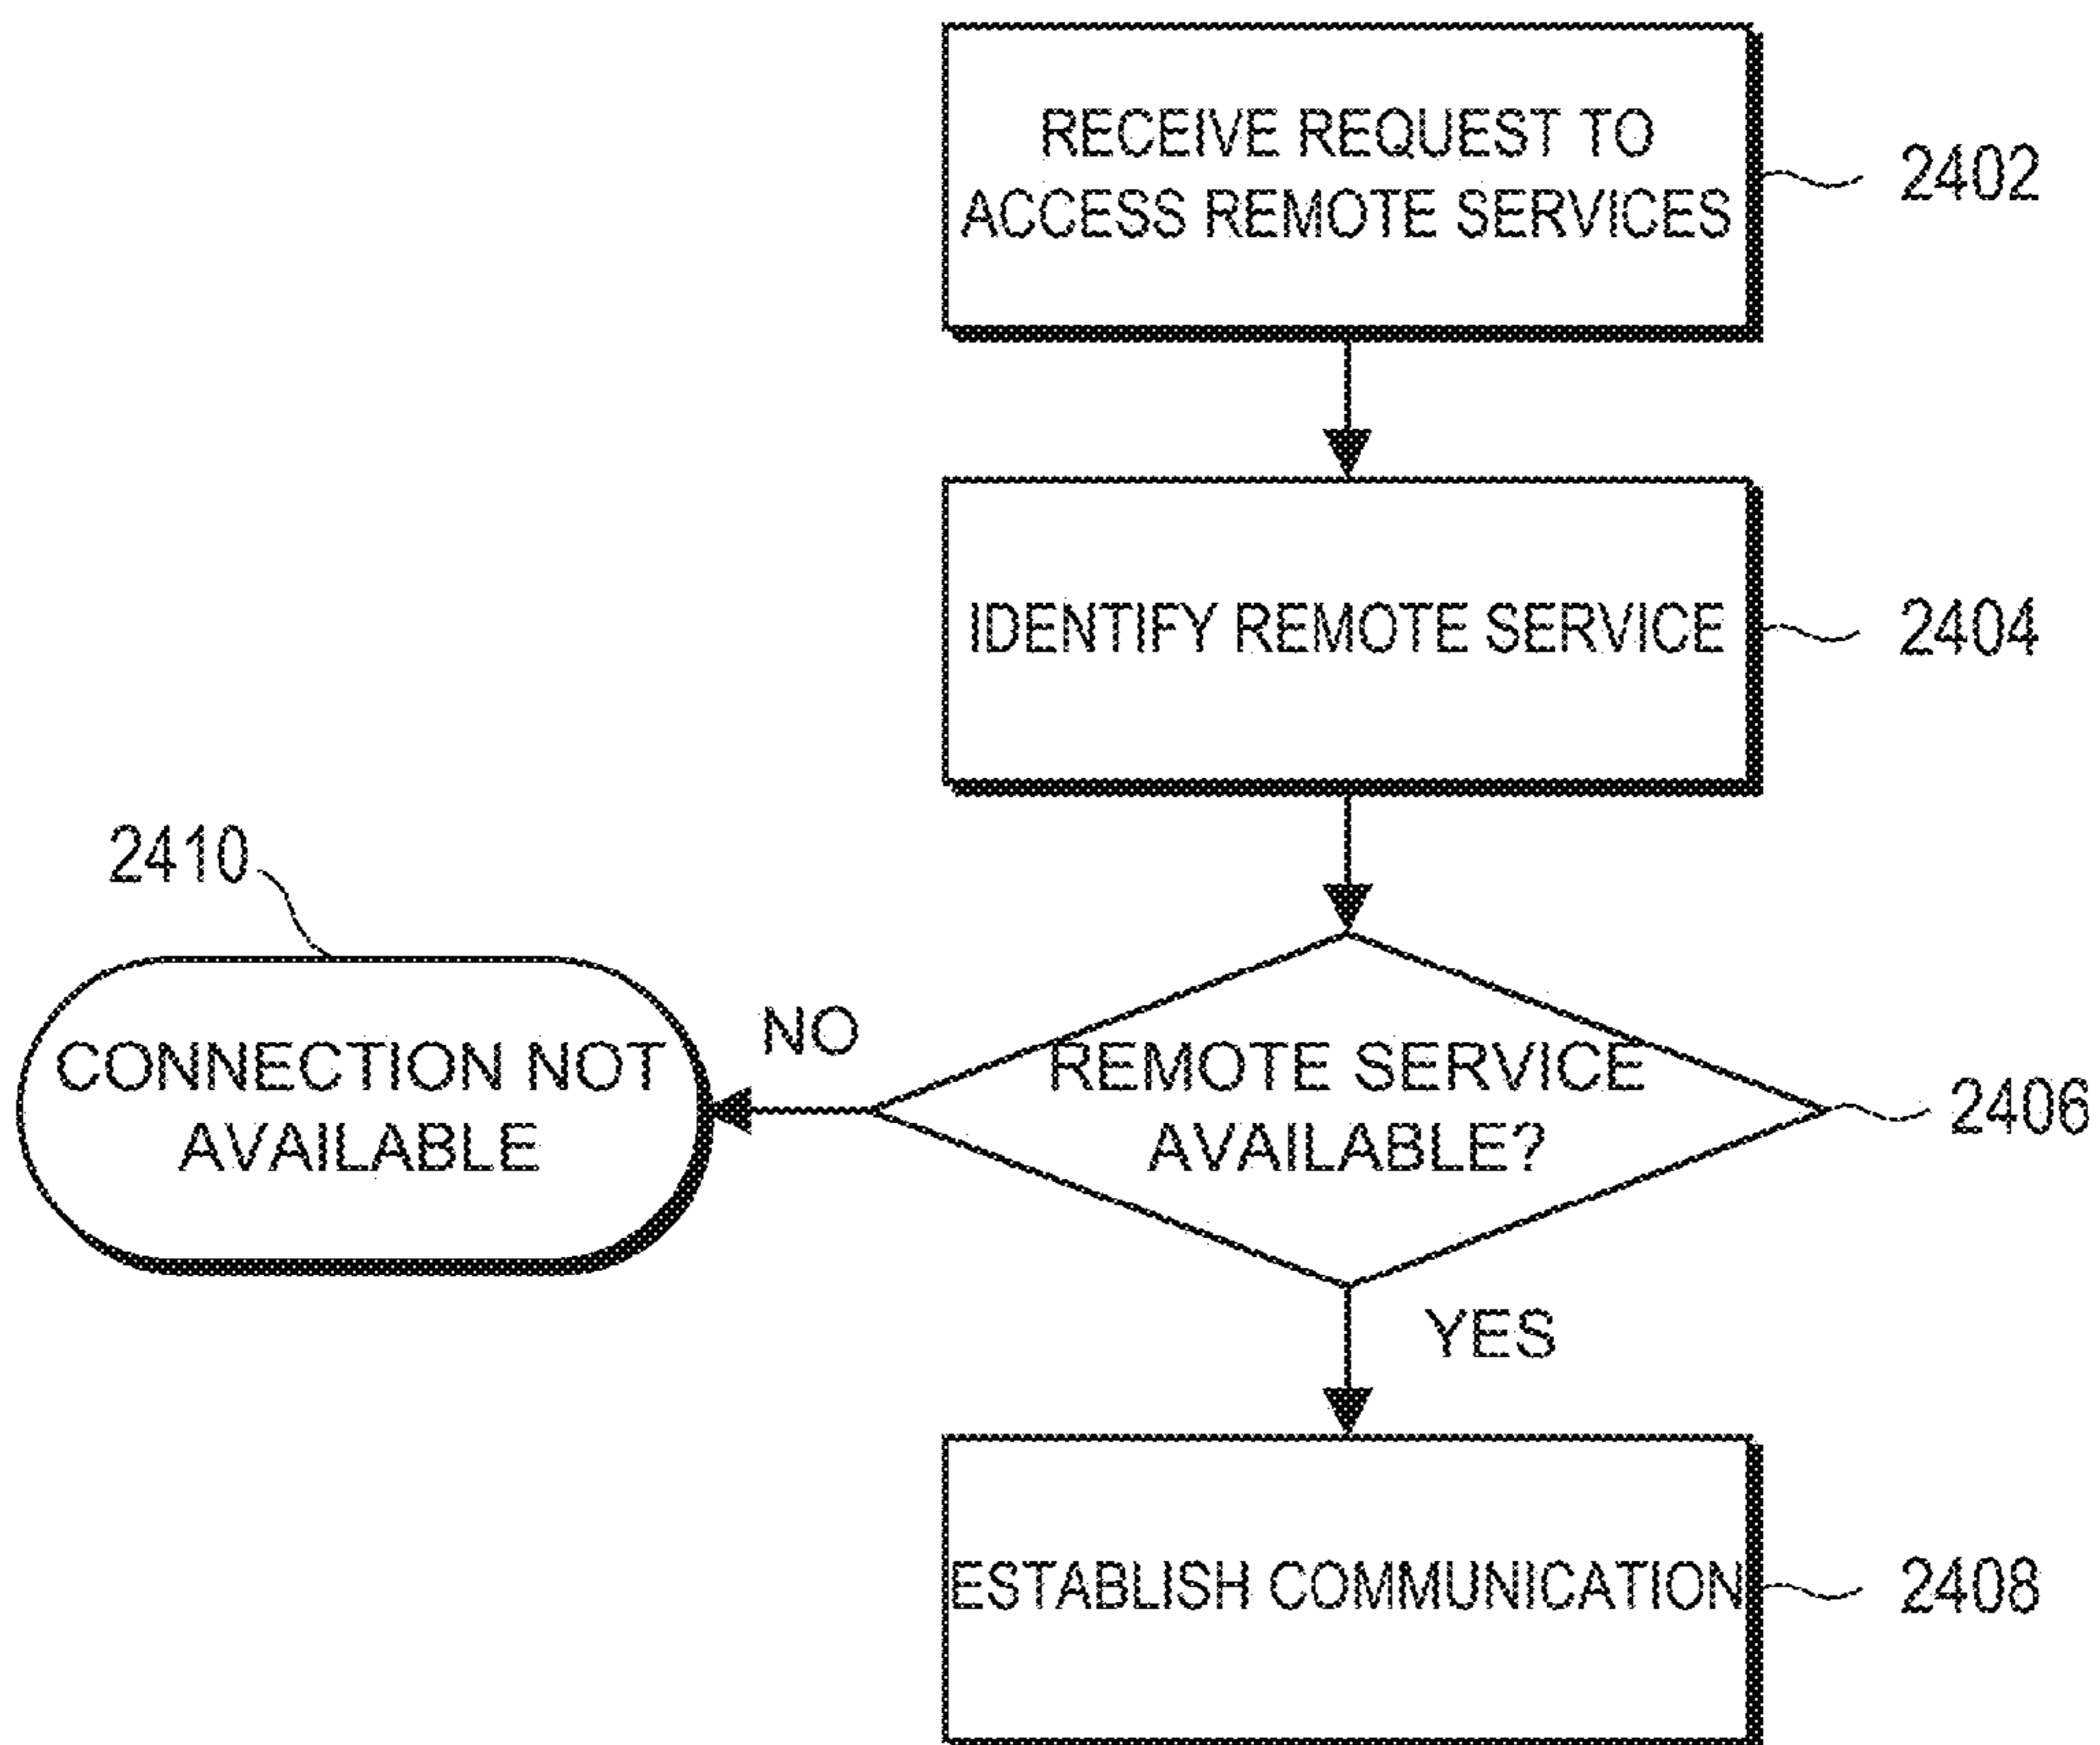 RECEIVE REQUEST TO
ACCESS REMOTE SERVICES
2402
IDENTIFY REMOTE SERVICE
2404
2410
CONNECTION NOT
AVAILABLE
NO
REMOTE SERVICE
AVAILABLE?
2406
YES
ESTABLISH COMMUNICATION
2408